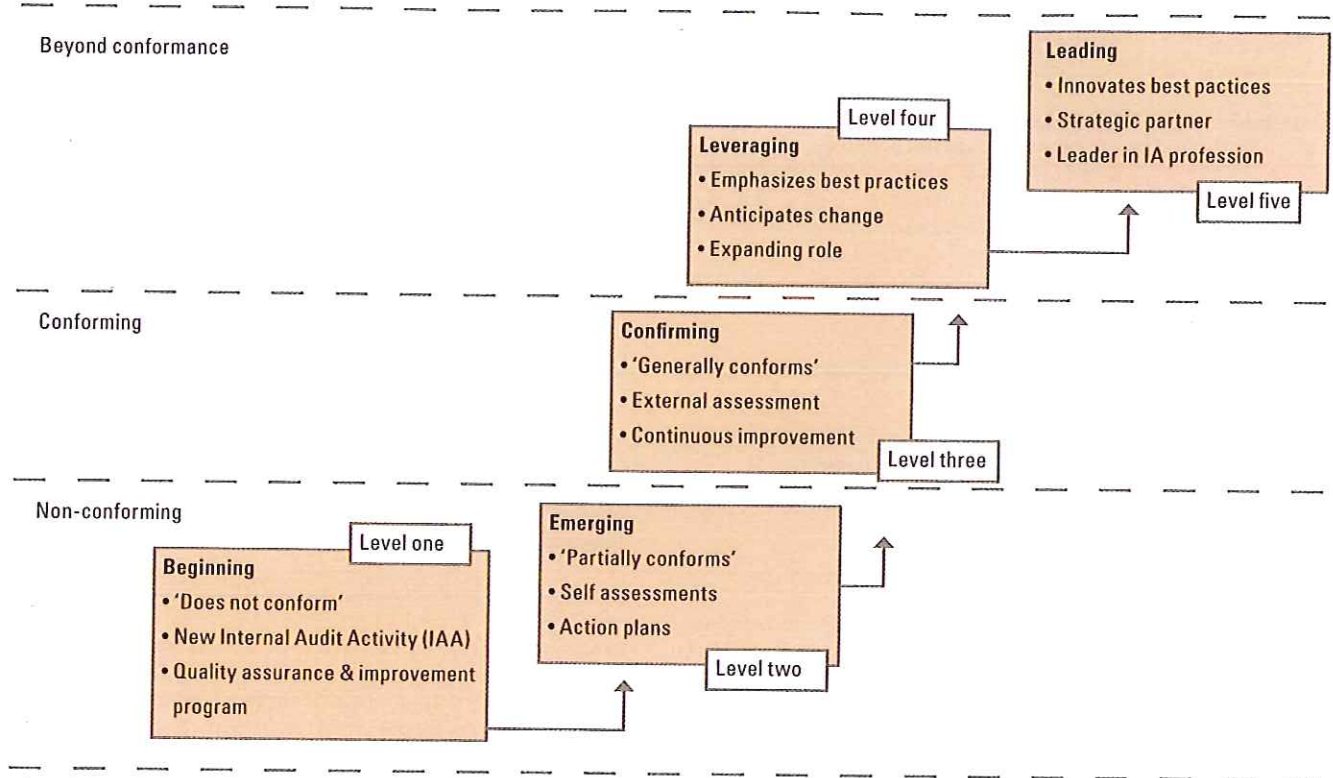 Beyond conformance
Leading
• Innovates best pactices
• Strategic partner
• Leader in IA profession
Level five
Level four
Leveraging
• Emphasizes best practices
• Anticipates change
• Expanding role
Conforming
Confirming
• ‘Generally conforms’
• External assessment
• Continuous improvement
Level three
Non-conforming
Level one
Beginning
• ‘Does not conform’
• New Internal Audit Activity (IAA)
• Quality assurance & improvement
program
Emerging
• ‘Partially conforms’
• Self assessments
• Action plans
Level two